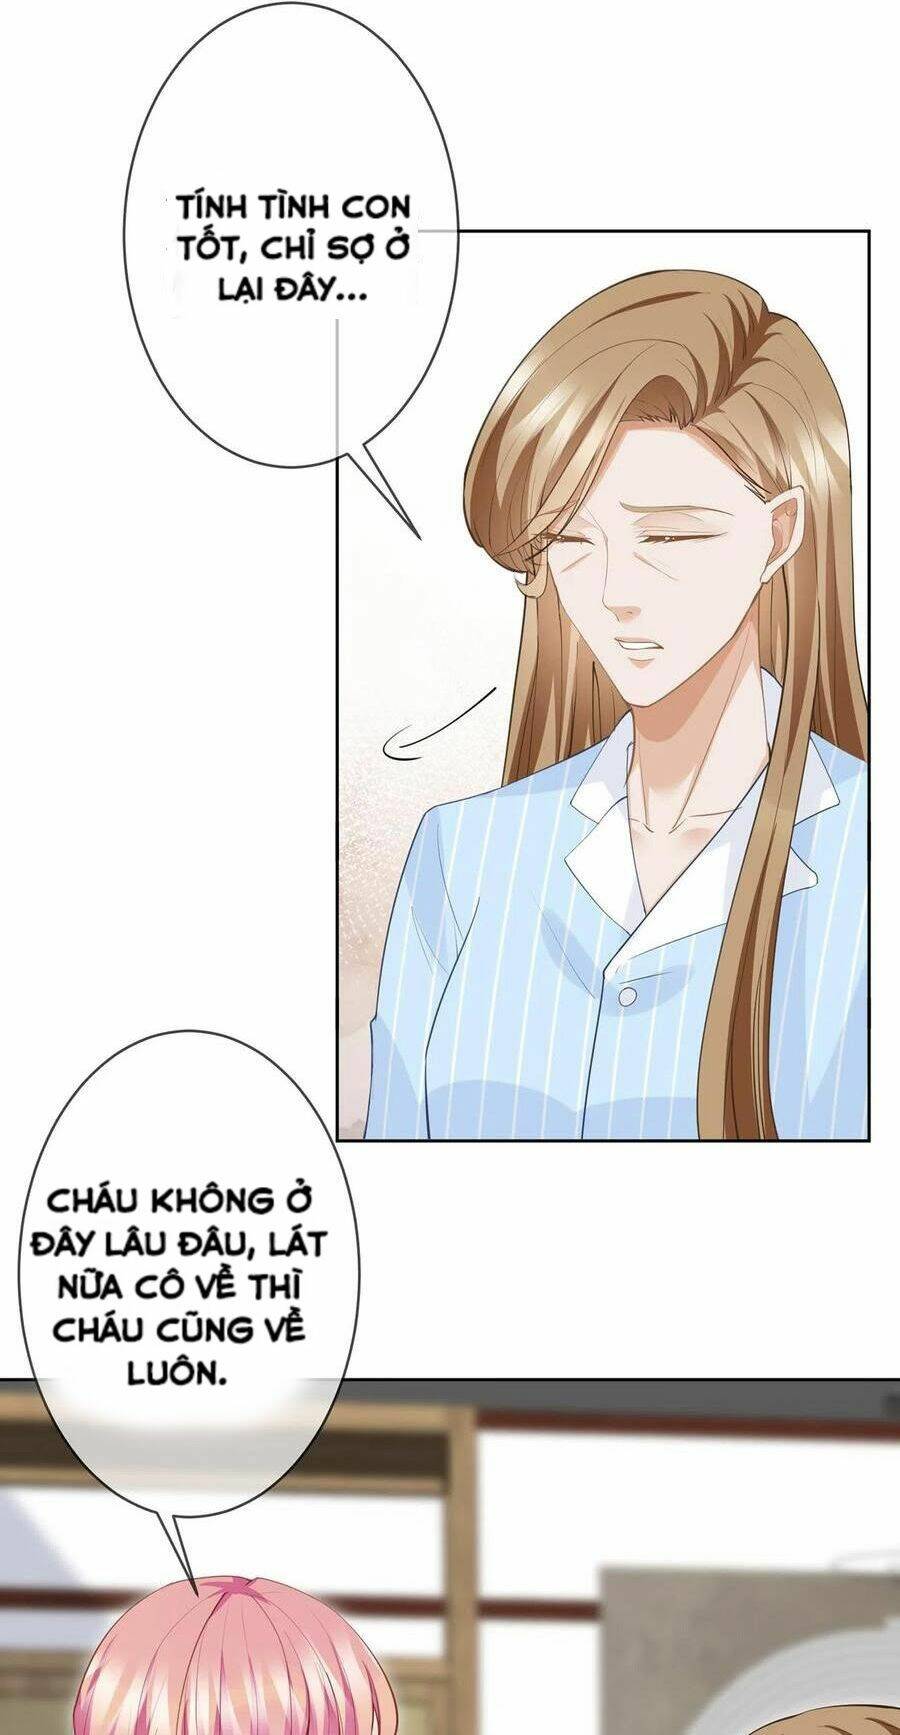 TÍNH TÌNH CON
TỐT, CHỈ SỢ Ở
LẠI ĐÂY...
CHÁU KHÔNG Ở
ĐÂY LÂU ĐÂU, LÁT
NỮA CÔ VỀ THÌ
CHÁU CŨNG VỀ
LUÔN.